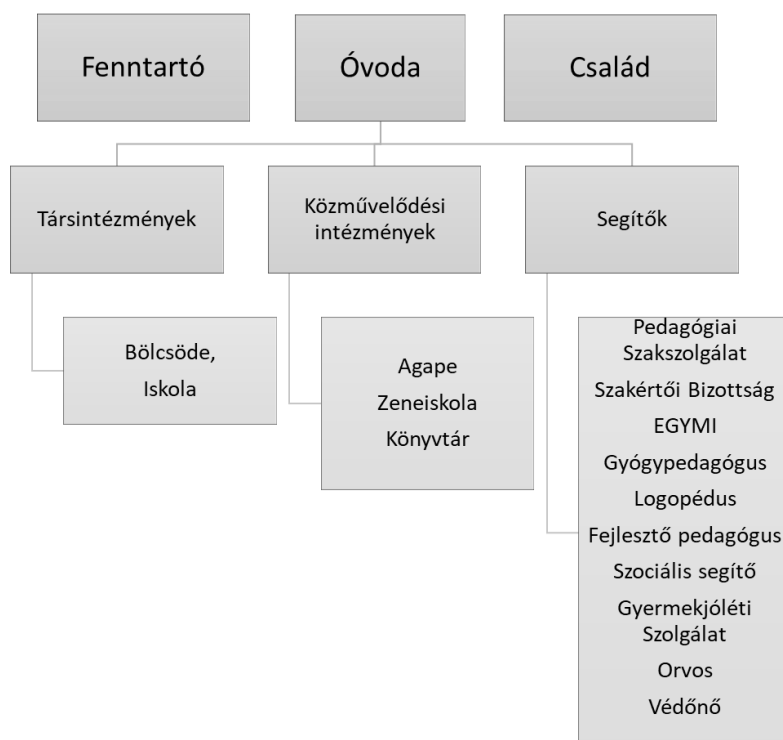 Fenntartó
Óvoda
Család
Társintézmények
Közművelődési
intézmények
Segítők
Bölcsöde,
Iskola
Agape
Zeneiskola
Könyvtár
Pedagógiai
Szakszolgálat
Szakértői Bizottság
EGYMI
Gyógypedagógus
Logopédus
Fejlesztő pedagógus
Szociális segítő
Gyermekjóléti
Szolgálat
Orvos
Védőnő